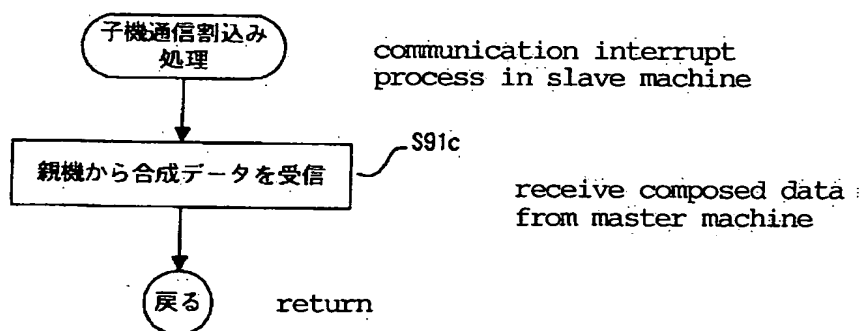 子機通信割込み
処理
communication interrupt
process in slave machine
S91c
親機から合成データを受信
receive composed data
from master machine
戻る
return